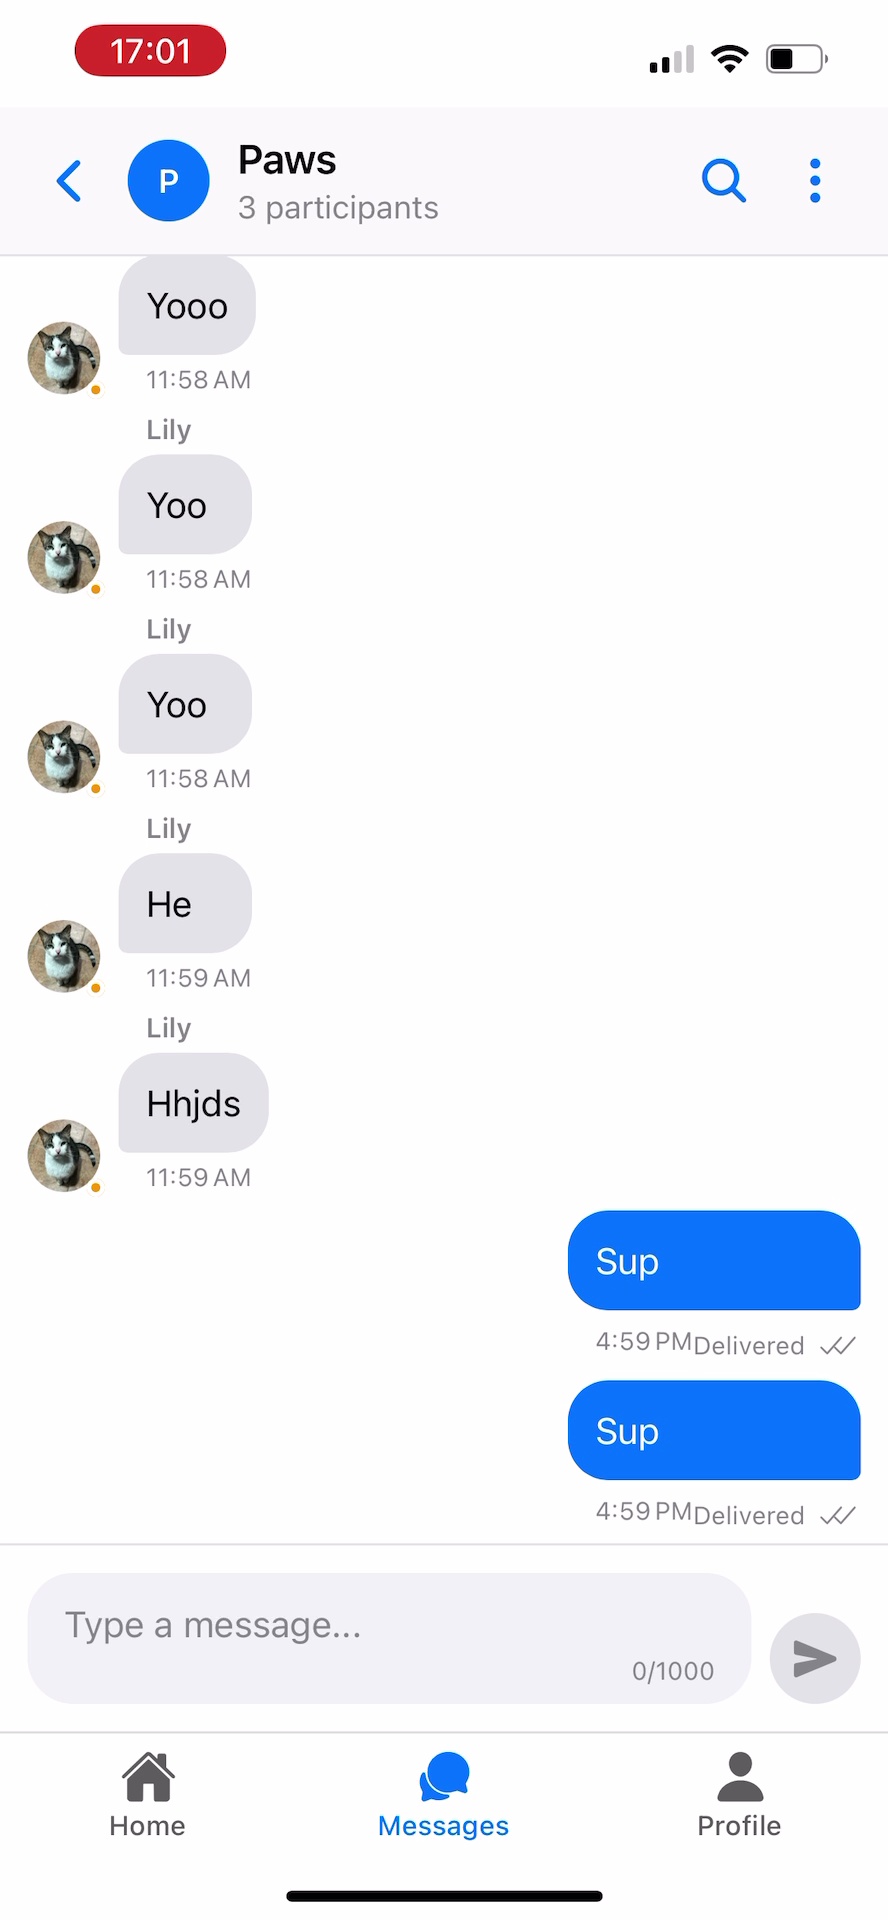 17:01
P
Paws
3 participants
Yooo
11:58 AM
Lily
Yoo
11:58 AM
Lily
Yoo
11:58 AM
Lily
He
11:59 AM
Lily
Hhjds
11:59 AM
Sup
4:59 PM Delivered
Sup
4:59 PM Delivered
Type a message...
0/1000
Home
Messages
Profile